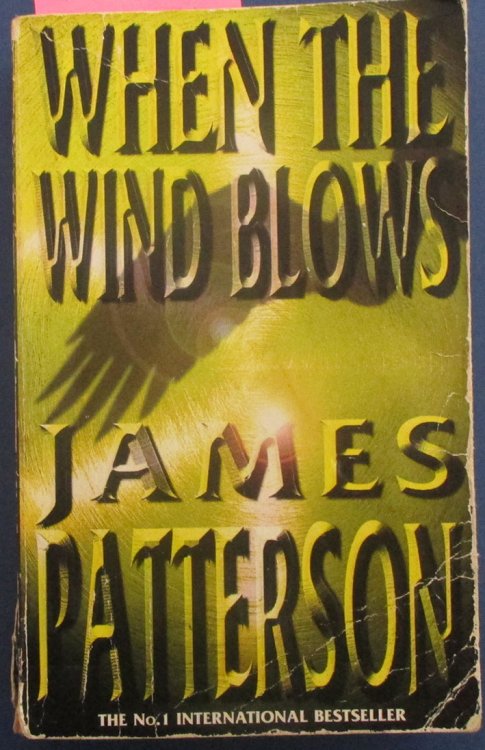 WHEN THE
WIND BLOWS
JAMES
PATTERSON
THE No.1 INTERNATIONAL BESTSELLER